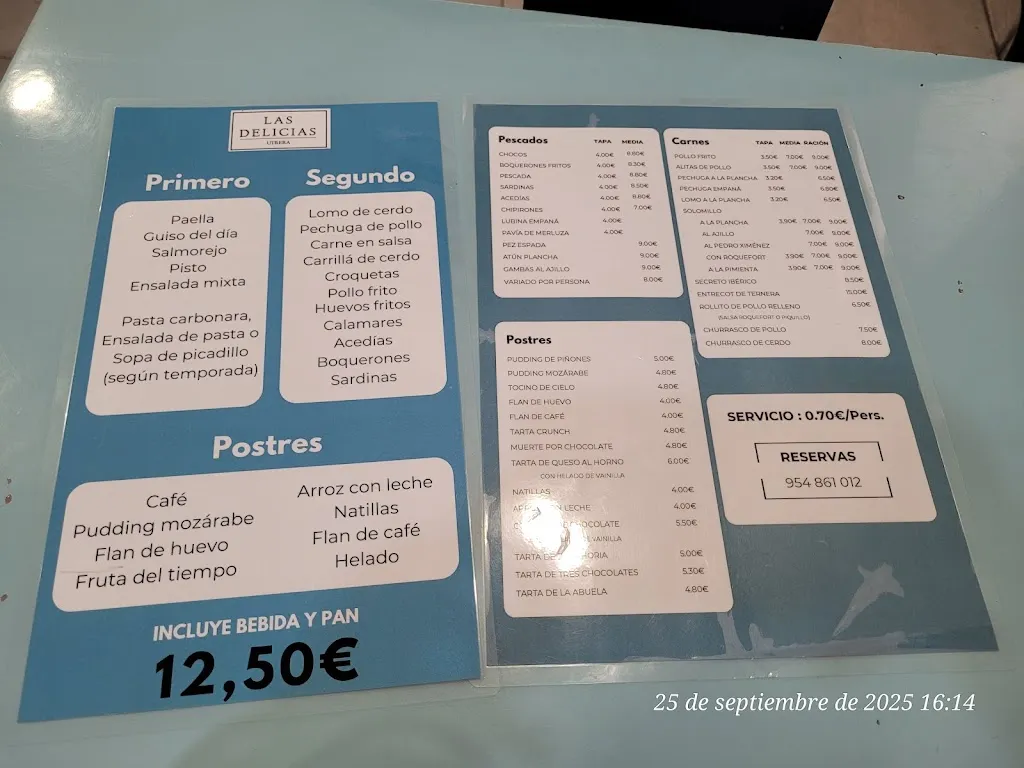 LAS
DELICIAS
UTRERA
Primero
Paella
Guiso del día
Salmorejo
Pisto
Ensalada mixta
Pasta carbonara,
Ensalada de pasta o
Sopa de picadillo
(según temporada)
Segundo
Lomo de cerdo
Pechuga de pollo
Carne en salsa
Carrillá de cerdo
Croquetas
Pollo frito
Huevos fritos
Calamares
Acedías
Boquerones
Sardinas
Postres
Café
Pudding mozárabe
Flan de huevo
Fruta del tiempo
Arroz con leche
Natillas
Flan de café
Helado
INCLUYE BEBIDA Y PAN
12,50€
Pescados TAPA MEDIA
CHOCOS 4.00€ 8.80€
BOQUERONES FRITOS 4.00€ 8.30€
PESCADA 4.00€ 8.80€
SARDINAS 4.00€ 8.50€
ACEDÍAS 4.00€ 8.80€
CHIPIRONES 4.00€ 7.00€
LUBINA EMPANÁ 4.00€
PAVÍA DE MERLUZA 4.00€
PEZ ESPADA 9.00€
ATÚN PLANCHA 9.00€
GAMBAS AL AJILLO 9.00€
VARIADO POR PERSONA 8.00€
Carnes TAPA MEDIA RACIÓN
POLLO FRITO 3.50€ 7.00€ 9.00€
ALITAS DE POLLO 3.50€ 7.00€ 9.00€
PECHUGA A LA PLANCHA 3.20€ 6.50€
PECHUGA EMPANÁ 3.50€ 6.80€
LOMO A LA PLANCHA 3.20€ 6.50€
SOLOMILLO
A LA PLANCHA 3.90€ 7.00€ 9.00€
AL AJILLO 7.00€ 9.00€
AL PEDRO XIMÉNEZ 7.00€ 9.00€
CON ROQUEFORT 3.90€ 7.00€ 9.00€
A LA PIMIENTA 3.90€ 7.00€ 9.00€
SECRETO IBÉRICO 8.50€
ENTRECOT DE TERNERA 15.00€
ROLLITO DE POLLO RELLENO 6.50€
(SALSA ROQUEFORT O PIQUILLO)
CHURRASCO DE POLLO 7.50€
CHURRASCO DE CERDO 8.00€
Postres
PUDDING DE PIÑONES 5.00€
PUDDING MOZÁRABE 4.80€
TOCINO DE CIELO 4.80€
FLAN DE HUEVO 4.00€
FLAN DE CAFÉ 4.00€
TARTA CRUNCH 4.80€
MUERTE POR CHOCOLATE 4.80€
TARTA DE QUESO AL HORNO 6.00€
CON HELADO DE VAINILLA
NATILLAS 4.00€
LECHE 4.00€
CHOCOLATE 5.50€
DE VAINILLA
TARTA DE 5.00€
TARTA DE TRES CHOCOLATES 5.30€
TARTA DE LA ABUELA 4.80€
SERVICIO : 0.70€/Pers.
RESERVAS
954 861 012
25 de septiembre de 2025 16:14